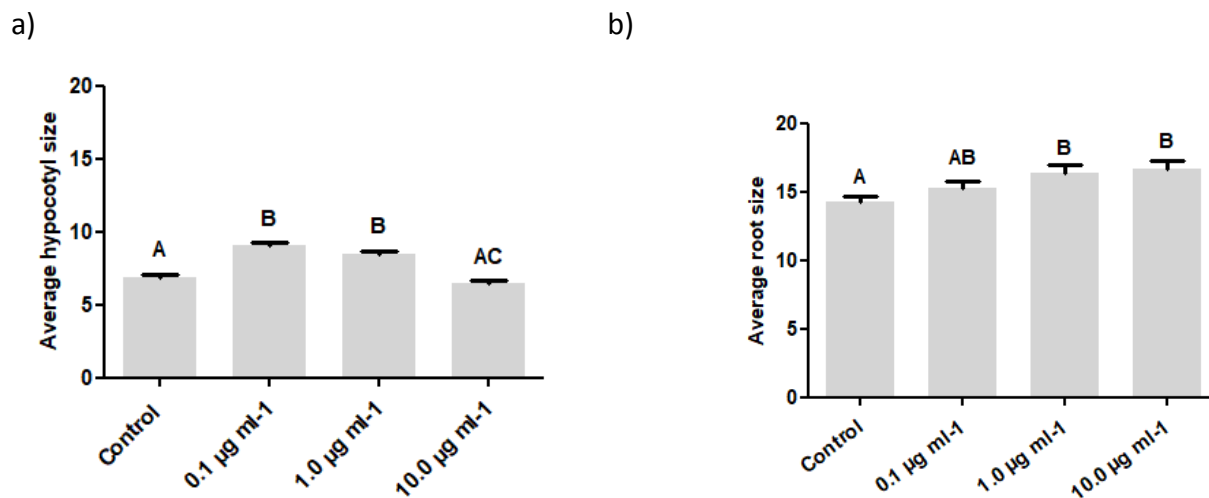 a)
Average hypocotyl size
20
15
10
5
0
A
B
B
AC
Control
0.1 µg ml-1
1.0 µg ml-1
10.0 µg ml-1
b)
Average root size
20
15
10
5
0
A
AB
B
B
Control
0.1 µg ml-1
1.0 µg ml-1
10.0 µg ml-1